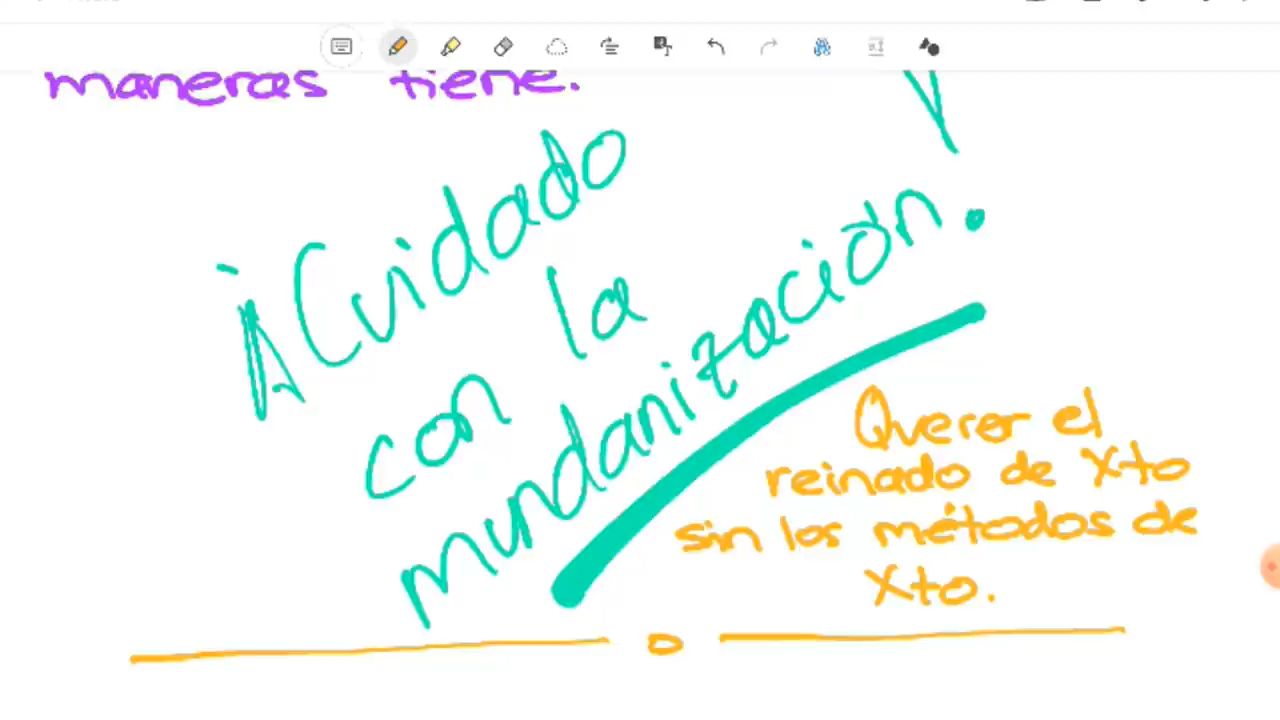 maneras tiene.
¡Cuidado
con la
mundanización!
Querer el
reinado de Xto
sin los métodos de
Xto.